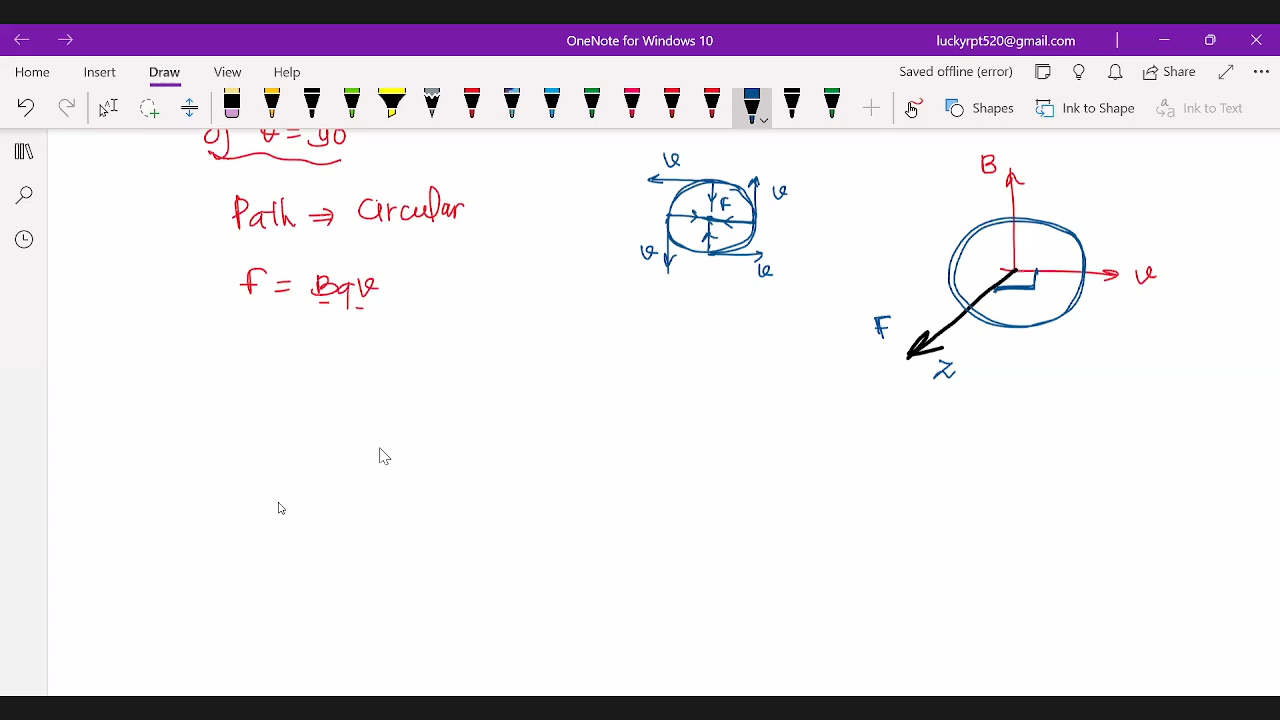 OneNote for Windows 10
luckyrpt520@gmail.com
Home Insert Draw View Help
Saved offline (error)
Share
Shapes
Ink to Shape
Ink to Text
Path ⇒ Circular
f = Bqv
v
v
F
v
v
B
v
F
Z